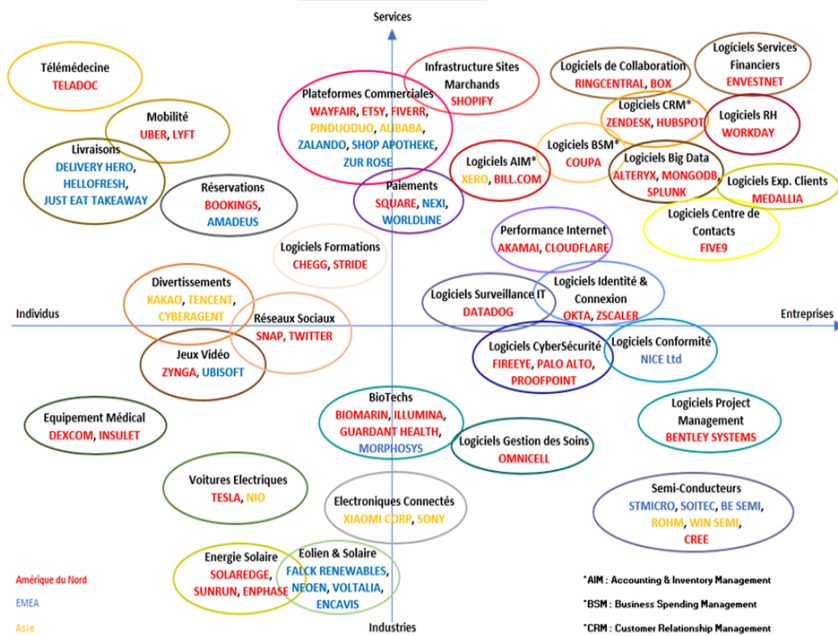 Services
Télémédecine
TELADOC
Mobilité
UBER, LYFT
Livraisons
DELIVERY HERO,
HELLOFRESH,
JUST EAT TAKEAWAY
Réservations
BOOKINGS,
AMADEUS
Plateformes Commerciales
WAYFAIR, ETSY, FIVERR,
PINDUODUO, ALIBABA,
ZALANDO, SHOP APOTHEKE,
ZUR ROSE
Infrastructure Sites
Marchands
SHOPIFY
Paiements
SQUARE, NEXI,
WORLDLINE
Logiciels de Collaboration
RINGCENTRAL, BOX
Logiciels Services
Financiers
ENVESTNET
Logiciels CRM*
ZENDESK, HUBSPOT
Logiciels RH
WORKDAY
Logiciels BSM*
COUPA
Logiciels AIM*
XERO, BILL.COM
Logiciels Big Data
ALTERYX, MONGODB,
SPLUNK
Logiciels Exp. Clients
MEDALLIA
Logiciels Centre de
Contacts
FIVE9
Performance Internet
AKAMAI, CLOUDFLARE
Logiciels Formations
CHEGG, STRIDE
Divertissements
KAKAO, TENCENT,
CYBERAGENT
Réseaux Sociaux
SNAP, TWITTER
Logiciels Surveillance IT
DATADOG
Logiciels Identité &
Connexion
OKTA, ZSCALER
Individus
Entreprises
Jeux Vidéo
ZYNGA, UBISOFT
Logiciels CyberSécurité
FIREEYE, PALO ALTO,
PROOFPOINT
Logiciels Conformité
NICE Ltd
Equipement Médical
DEXCOM, INSULET
BioTechs
BIOMARIN, ILLUMINA,
GUARDANT HEALTH,
MORPHOSYS
Logiciels Gestion des Soins
OMNICELL
Logiciels Project
Management
BENTLEY SYSTEMS
Voitures Electriques
TESLA, NIO
Electroniques Connectés
XIAOMI CORP, SONY
Semi-Conducteurs
STMICRO, SOITEC, BE SEMI,
ROHM, WIN SEMI,
CREE
Energie Solaire
SOLAREDGE,
SUNRUN, ENPHASE
Eolien & Solaire
FALCK RENEWABLES,
NEOEN, VOLTALIA,
ENCAVIS
Amérique du Nord
EMEA
Asie
*AIM : Accounting & Inventory Management
*BSM : Business Spending Management
*CRM : Customer Relationship Management
Industries